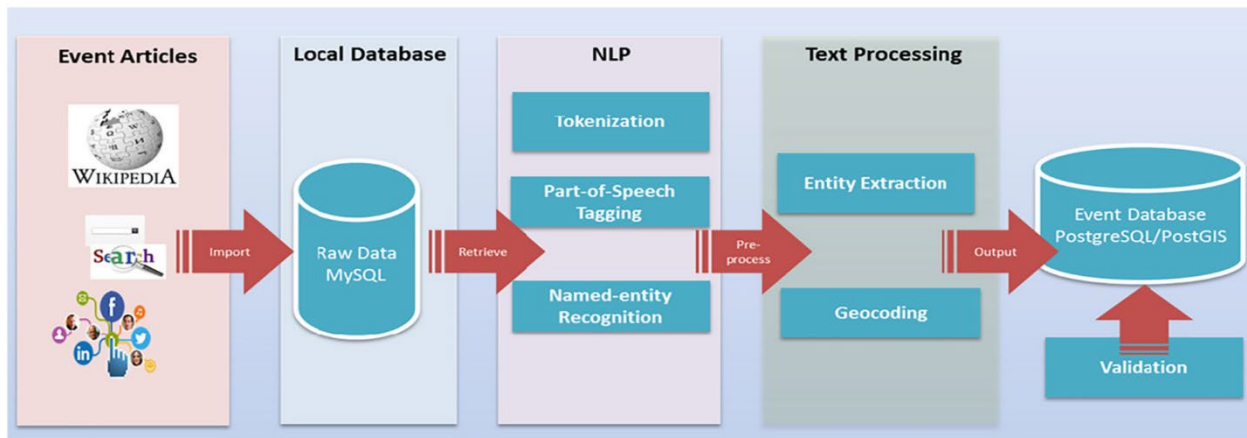 Event Articles
WIKIPEDIA
Search
Import
Local Database
Raw Data
MySQL
Retrieve
NLP
Tokenization
Part-of-Speech
Tagging
Named-entity
Recognition
Pre-
process
Text Processing
Entity Extraction
Geocoding
Output
Event Database
PostgreSQL/PostGIS
Validation